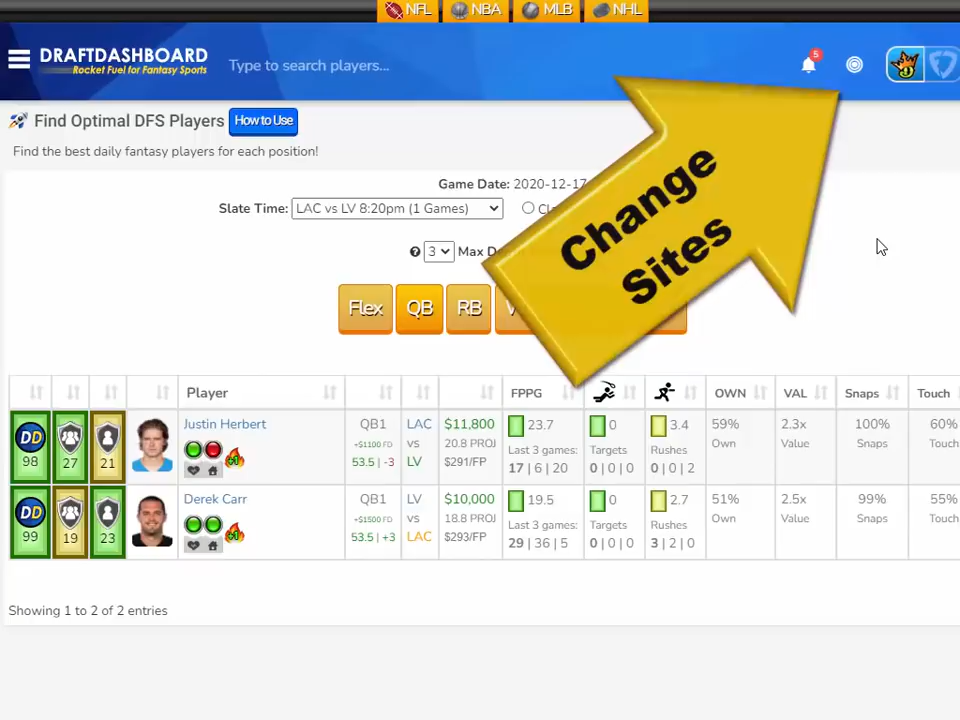 NFL NBA MLB NHL
DRAFTDASHBOARD
Rocket Fuel for Fantasy Sports
Type to search players...
5
Find Optimal DFS Players How to Use
Find the best daily fantasy players for each position!
Game Date: 2020-12-17
Slate Time: LAC vs LV 8:20pm (1 Games)
3 Max
Change
Sites
Flex QB RB
Player FPPG OWN VAL Snaps Touch
DD 98 27 21 Justin Herbert QB1 LAC $11,800 23.7 0 3.4 59% 2.3x 100% 60%
+$1100 FD vs 20.8 PROJ Last 3 games: Targets Rushes Own Value Snaps Touch
53.5 | -3 LV $291/FP 17 | 6 | 20 0 | 0 | 0 0 | 0 | 2
DD 99 19 23 Derek Carr QB1 LV $10,000 19.5 0 2.7 51% 2.5x 99% 55%
+$1500 FD vs 18.8 PROJ Last 3 games: Targets Rushes Own Value Snaps Touch
53.5 | +3 LAC $293/FP 29 | 36 | 5 0 | 0 | 0 3 | 2 | 0
Showing 1 to 2 of 2 entries